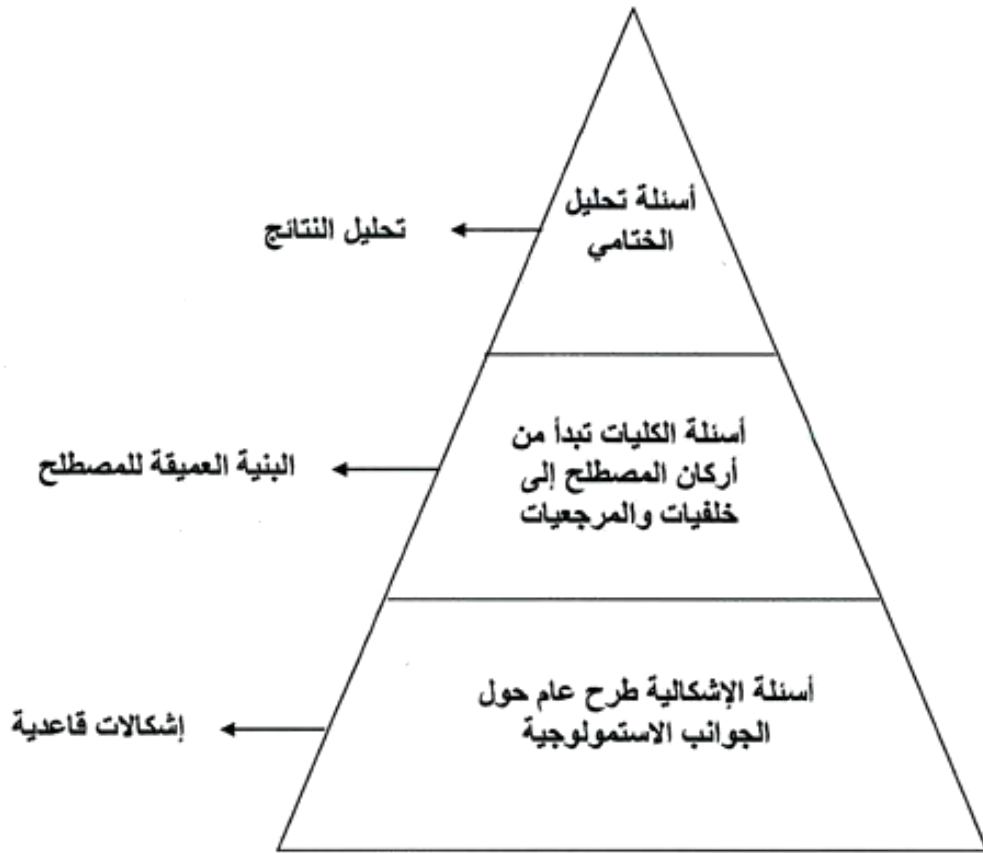 أسئلة تحليل
الختامي
تحليل النتائج
أسئلة الكليات تبدأ من
أركان المصطلح إلى
خلفيات والمرجعيات
البنية العميقة للمصطلح
أسئلة الإشكالية طرح عام حول
الجوانب الاستمولوجية
إشكالات قاعدية